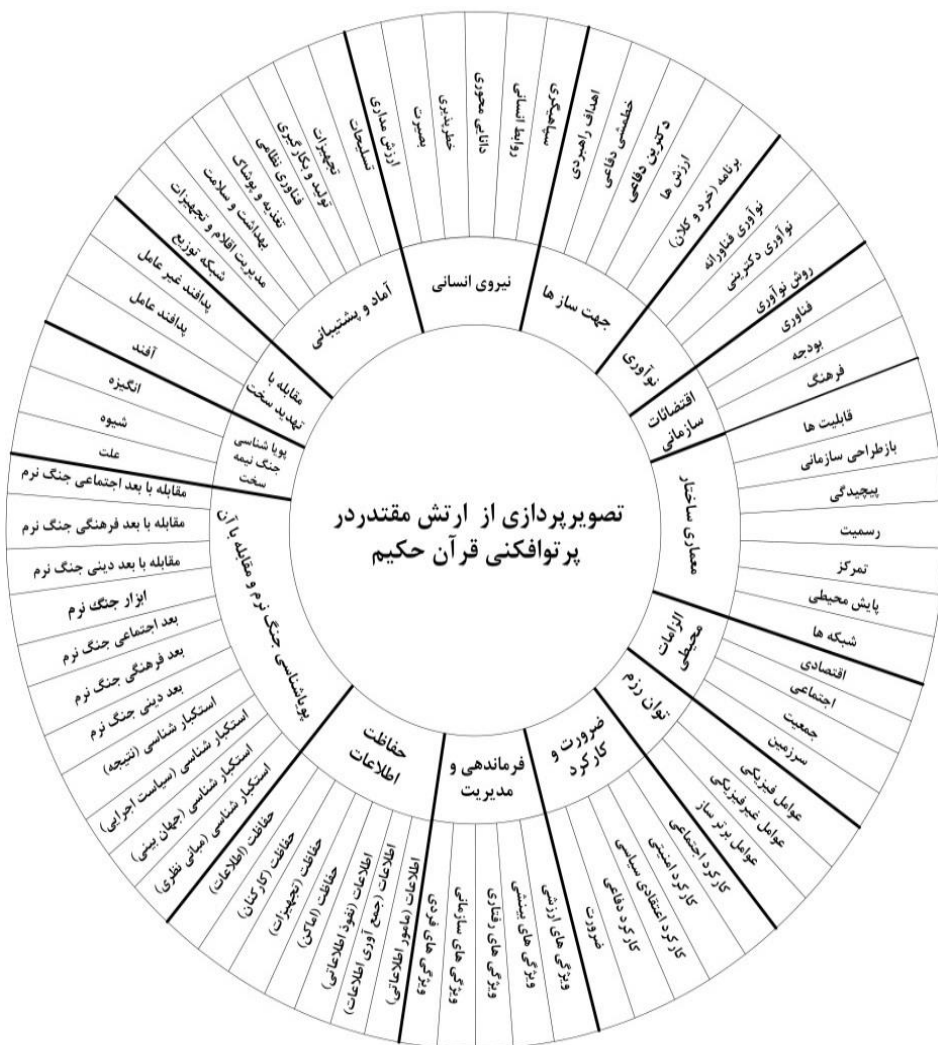 تصویرپردازی از ارتش مقتدردر
پرتوافکنی قرآن حکیم
نیروی انسانی
ارزش مداری
بصیرت
خطرپذیری
دانایی محوری
روابط انسانی
سپاهیگری
جهت ساز ها
اهداف راهبردی
خطمشی دفاعی
دکترین دفاعی
ارزش ها
برنامه (خرد و کلان)
نوآوری
نوآوری فناورانه
نوآوری دکترینی
روش نوآوری
اقتضائات
سازمانی
فناوری
بودجه
فرهنگ
معماری ساختار
قابلیت ها
بازطراحی سازمانی
پیچیدگی
رسمیت
تمرکز
پایش محیطی
شبکه ها
الزامات
محیطی
اقتصادی
اجتماعی
جمعیت
سرزمین
توان رزم
عوامل فیزیکی
عوامل غیرفیزیکی
عوامل برتر ساز
ضرورت و
کارکرد
کارکرد اجتماعی
کارکرد امنیتی
کارکرد اعتقادی سیاسی
کارکرد دفاعی
ضرورت
فرماندهی و
مدیریت
ویژگی های ارزشی
ویژگی های بینشی
ویژگی های رفتاری
ویژگی های سازمانی
ویژگی های فردی
حفاظت
اطلاعات
اطلاعات (مامور اطلاعاتی)
اطلاعات (جمع آوری اطلاعات)
اطلاعات (نفوذ اطلاعاتی)
حفاظت (اماکن)
حفاظت (تجهیزات)
حفاظت (کارکنان)
حفاظت (اطلاعات)
پویاشناسی جنگ نرم و مقابله با آن
استکبار شناسی (مبانی نظری)
استکبار شناسی (جهان بینی)
استکبار شناسی (سیاست اجرایی)
استکبار شناسی (نتیجه)
بعد دینی جنگ نرم
بعد فرهنگی جنگ نرم
بعد اجتماعی جنگ نرم
ابزار جنگ نرم
مقابله با بعد دینی جنگ نرم
مقابله با بعد فرهنگی جنگ نرم
مقابله با بعد اجتماعی جنگ نرم
پویا شناسی
جنگ نیمه
سخت
علت
شیوه
انگیزه
مقابله با
تهدید سخت
آفند
پدافند عامل
پدافند غیر عامل
آماد و پشتیبانی
شبکه توزیع
مدیریت اقلام و تجهیزات
بهداشت و سلامت
تغذیه و پوشاک
فناوری نظامی
تولید و بکارگیری
تجهیزات
تسلیحات